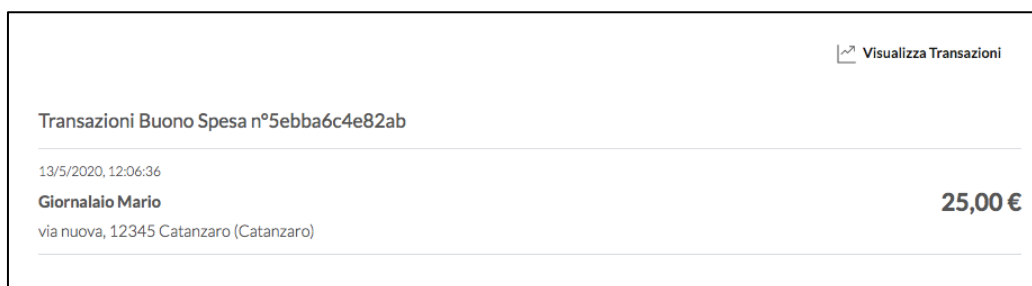 Visualizza Transazioni
Transazioni Buono Spesa n°5ebba6c4e82ab
13/5/2020, 12:06:36
Giornalaio Mario
25,00 €
via nuova, 12345 Catanzaro (Catanzaro)